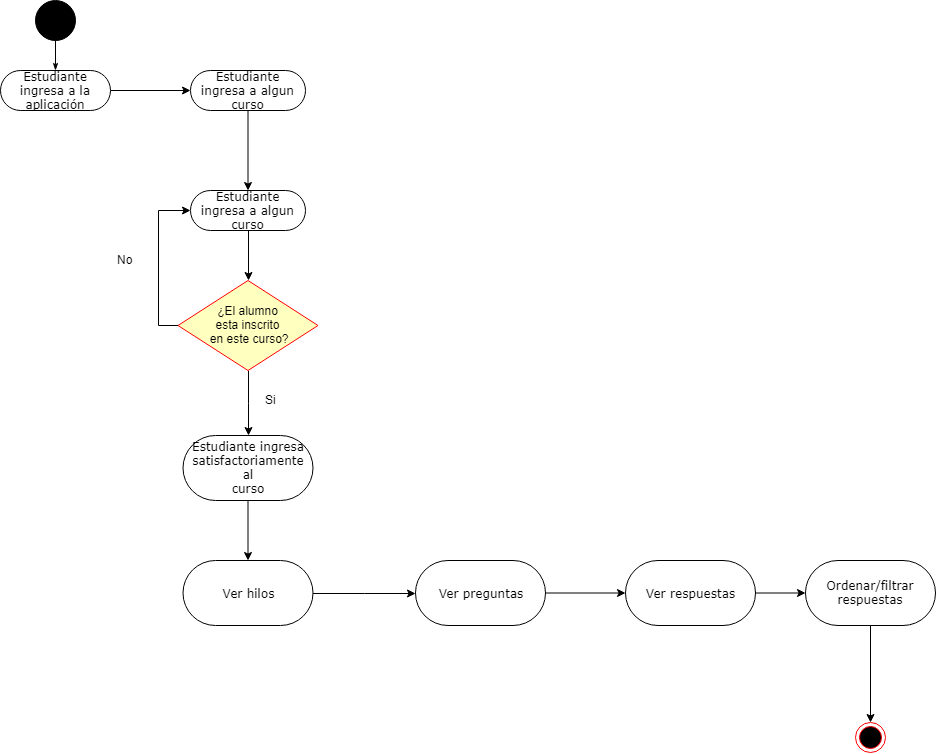 Estudiante
ingresa a la
aplicación
Estudiante
ingresa a algun
curso
Estudiante
ingresa a algun
curso
No
¿El alumno
esta inscrito
en este curso?
Si
Estudiante ingresa
satisfactoriamente
al
curso
Ver hilos
Ver preguntas
Ver respuestas
Ordenar/filtrar
respuestas